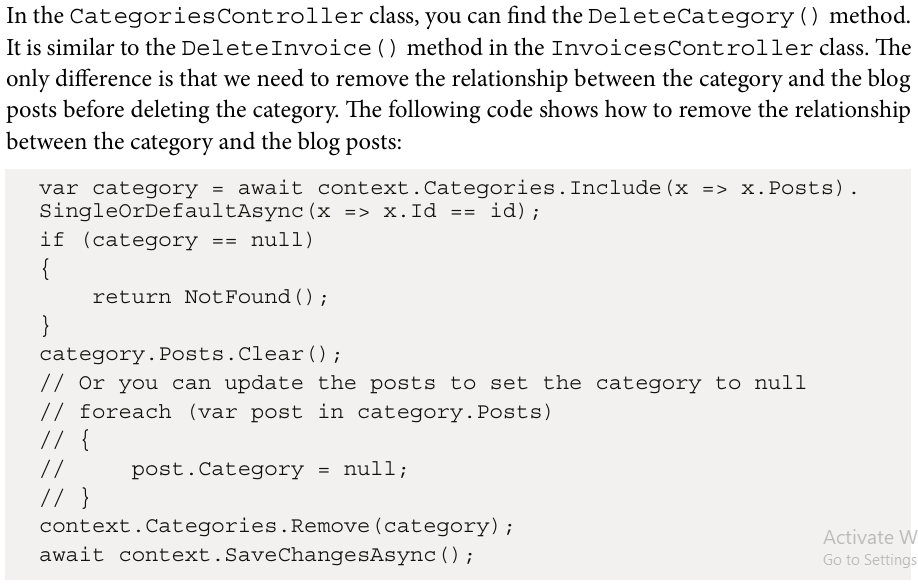 In the CategoriesController class, you can find the DeleteCategory() method.
It is similar to the DeleteInvoice() method in the InvoicesController class. The
only difference is that we need to remove the relationship between the category and the blog
posts before deleting the category. The following code shows how to remove the relationship
between the category and the blog posts:
var category = await context.Categories.Include(x => x.Posts).
SingleOrDefaultAsync(x => x.Id == id);
if (category == null)
{
    return NotFound();
}
category.Posts.Clear();
// Or you can update the posts to set the category to null
// foreach (var post in category.Posts)
// {
//     post.Category = null;
// }
context.Categories.Remove(category);
await context.SaveChangesAsync();
Activate W
Go to Settings